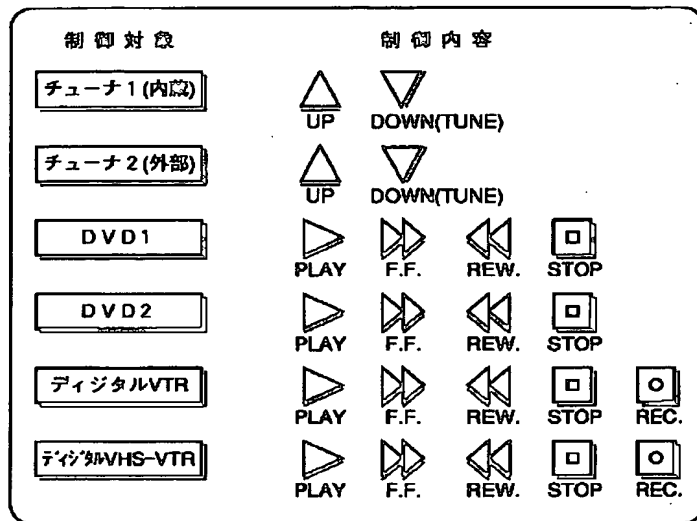 制御対段 制御内容
チューナ1(内蔵)
UP DOWN(TUNE)
チューナ2(外部)
UP DOWN(TUNE)
DVD1
PLAY F.F. REW. STOP
DVD2
PLAY F.F. REW. STOP
ディジタルVTR
PLAY F.F. REW. STOP REC.
ディジタルVHS-VTR
PLAY F.F. REW. STOP REC.